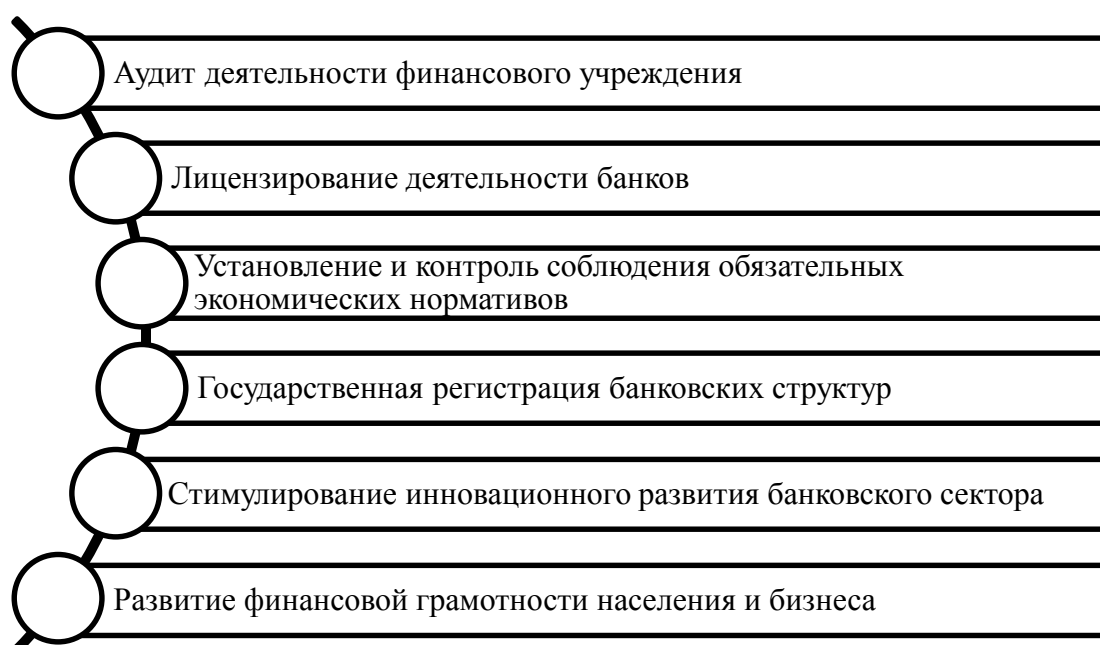 Аудит деятельности финансового учреждения
Лицензирование деятельности банков
Установление и контроль соблюдения обязательных
экономических нормативов
Государственная регистрация банковских структур
Стимулирование инновационного развития банковского сектора
Развитие финансовой грамотности населения и бизнеса